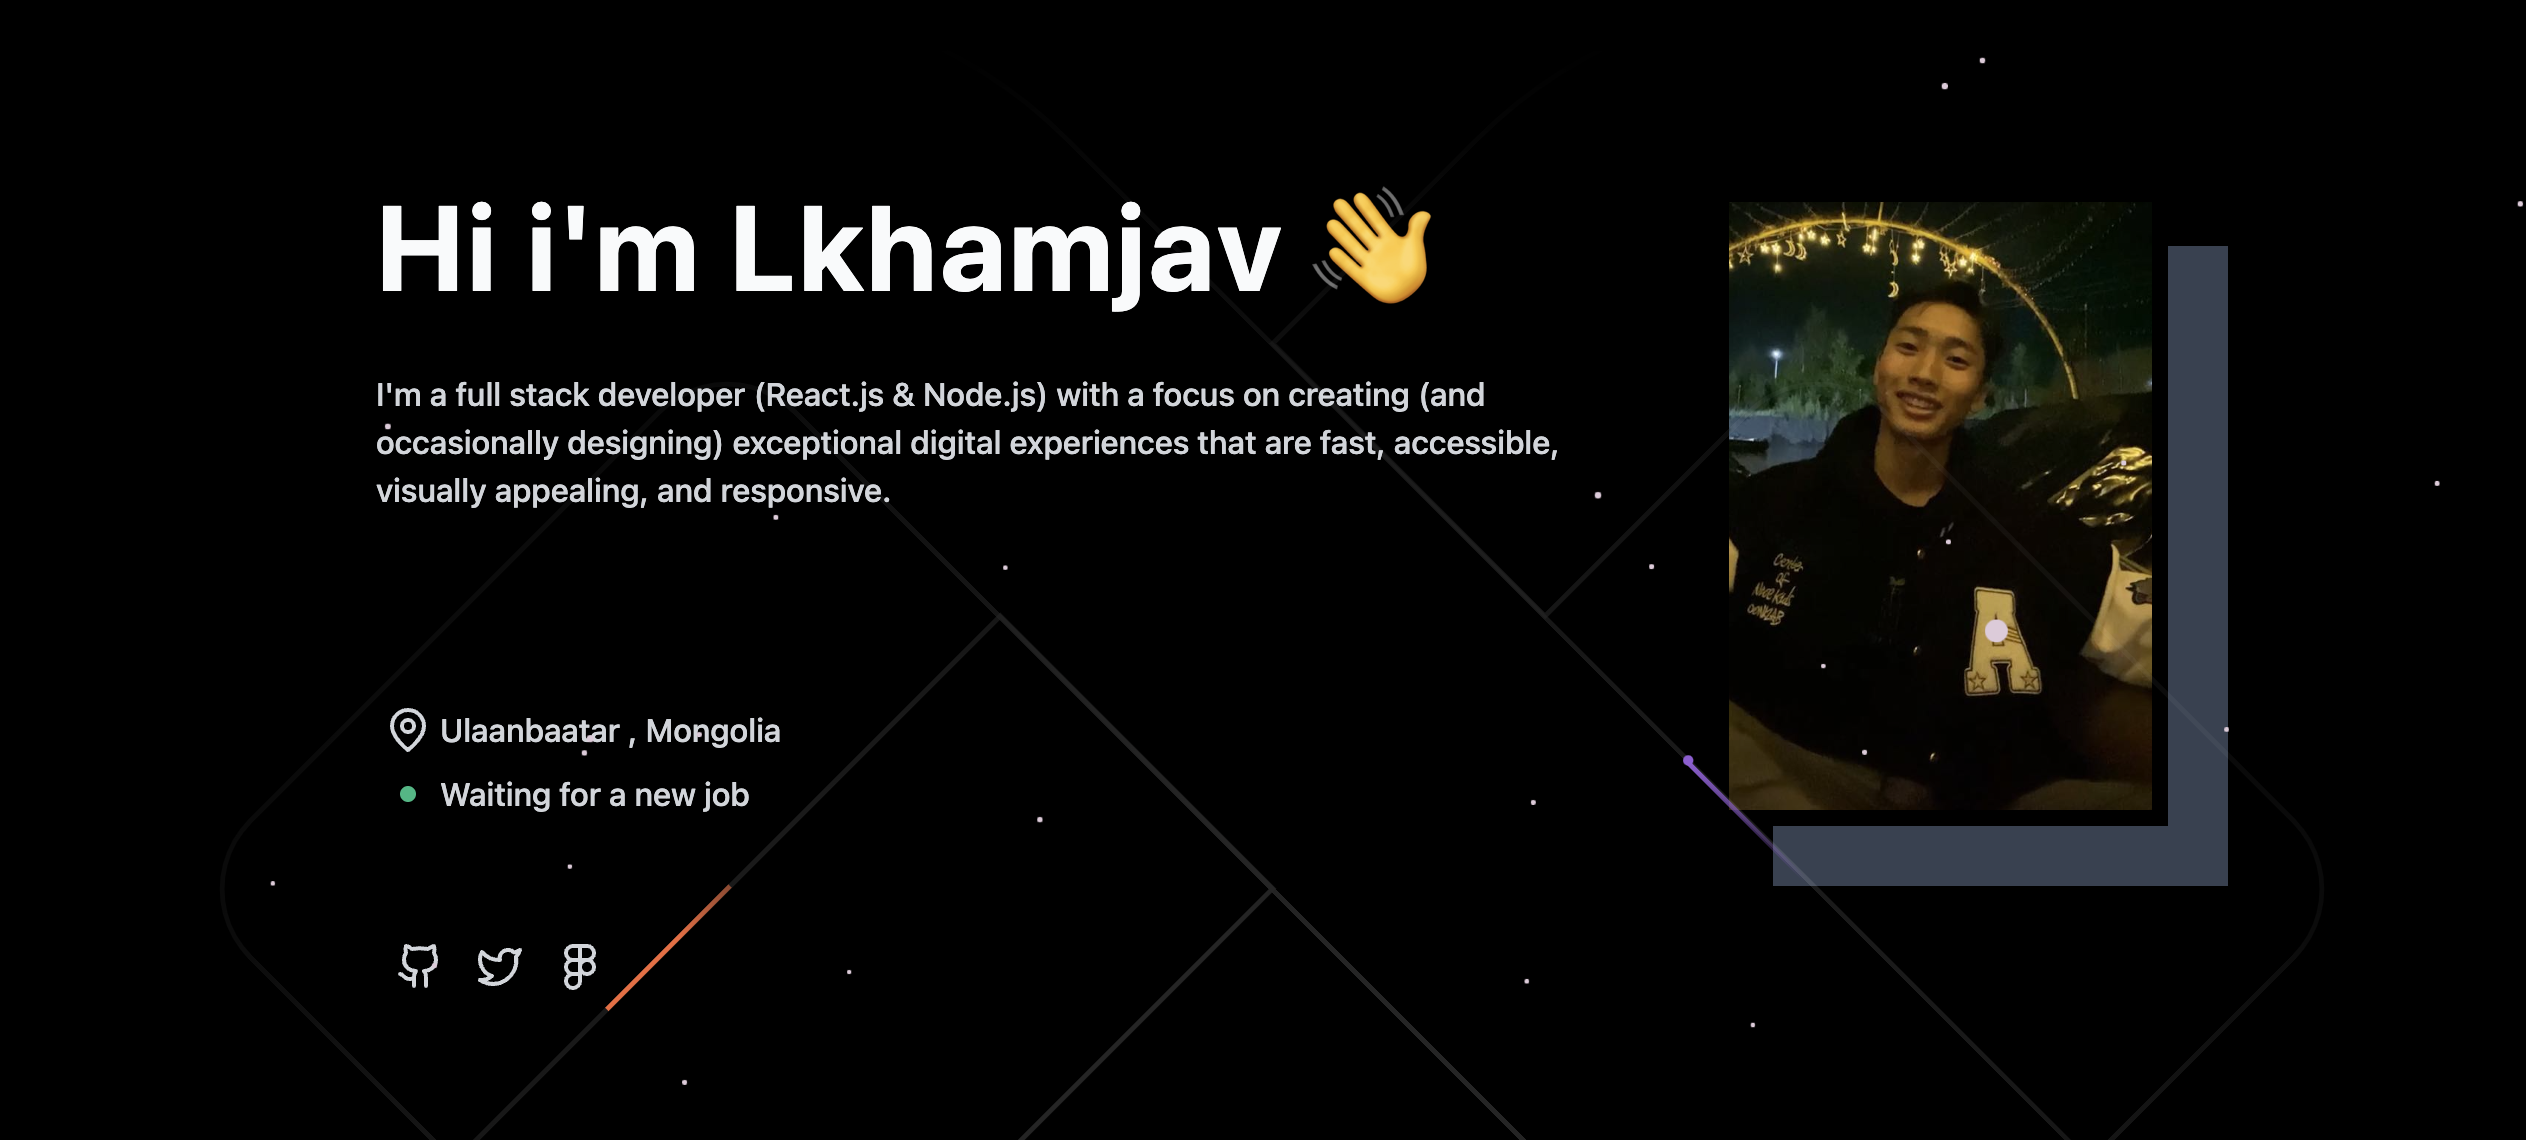 Hi i'm Lkhamjav 👋
I'm a full stack developer (React.js & Node.js) with a focus on creating (and
occasionally designing) exceptional digital experiences that are fast, accessible,
visually appealing, and responsive.
Ulaanbaatar , Mongolia
Waiting for a new job
of
A